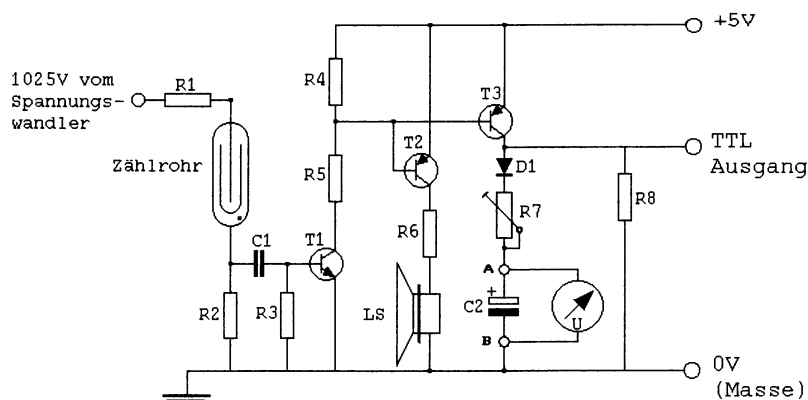 +5V
1025V vom
Spannungs-
wandler
R1
R4
T3
T2
TTL
Ausgang
Zählrohr
R5
D1
R7
R8
R6
C1
T1
A
+
C2
U
LS
R2
R3
B
0V
(Masse)